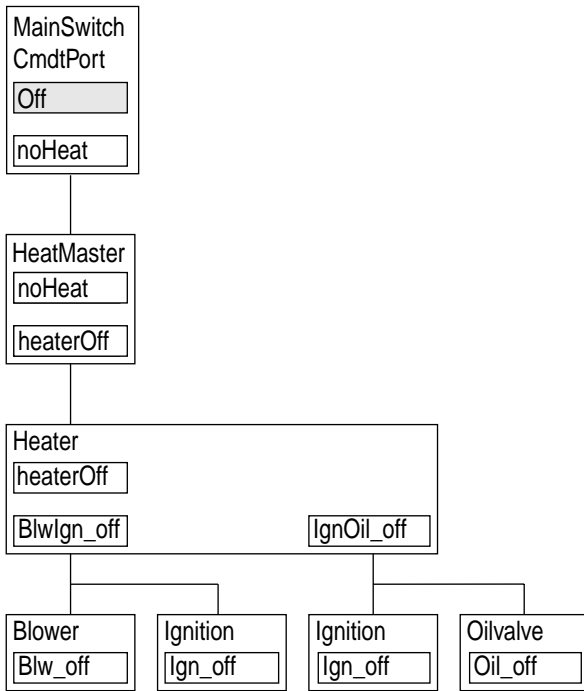 MainSwitch
CmdtPort
Off
noHeat
HeatMaster
noHeat
heaterOff
Heater
heaterOff
BlwIgn_off IgnOil_off
Blower Ignition Ignition Oilvalve
Blw_off Ign_off Ign_off Oil_off